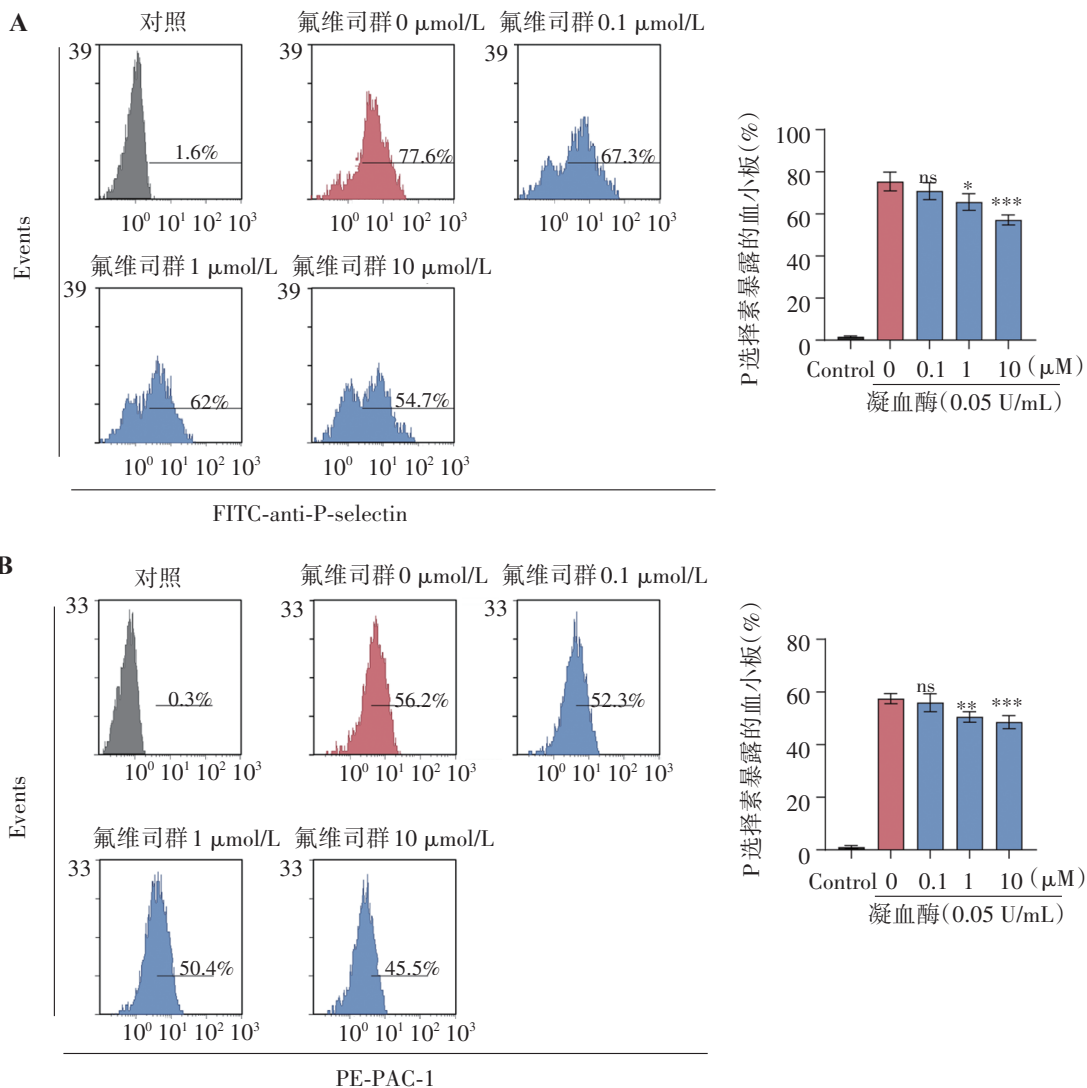 A
对照
氟维司群 0 μmol/L
氟维司群 0.1 μmol/L
39
1.6%
10⁰ 10¹ 10² 10³
39
77.6%
10⁰ 10¹ 10² 10³
39
67.3%
10⁰ 10¹ 10² 10³
氟维司群 1 μmol/L
氟维司群 10 μmol/L
39
62%
10⁰ 10¹ 10² 10³
39
54.7%
10⁰ 10¹ 10² 10³
Events
FITC-anti-P-selectin
P选择素暴露的血小板(%)
100
80
60
40
20
0
ns
*
***
Control 0 0.1 1 10 (μM)
凝血酶(0.05 U/mL)
B
对照
氟维司群 0 μmol/L
氟维司群 0.1 μmol/L
33
0.3%
10⁰ 10¹ 10² 10³
33
56.2%
10⁰ 10¹ 10² 10³
33
52.3%
10⁰ 10¹ 10² 10³
氟维司群 1 μmol/L
氟维司群 10 μmol/L
33
50.4%
10⁰ 10¹ 10² 10³
33
45.5%
10⁰ 10¹ 10² 10³
Events
PE-PAC-1
P选择素暴露的血小板(%)
80
60
40
20
0
ns
**
***
Control 0 0.1 1 10 (μM)
凝血酶(0.05 U/mL)